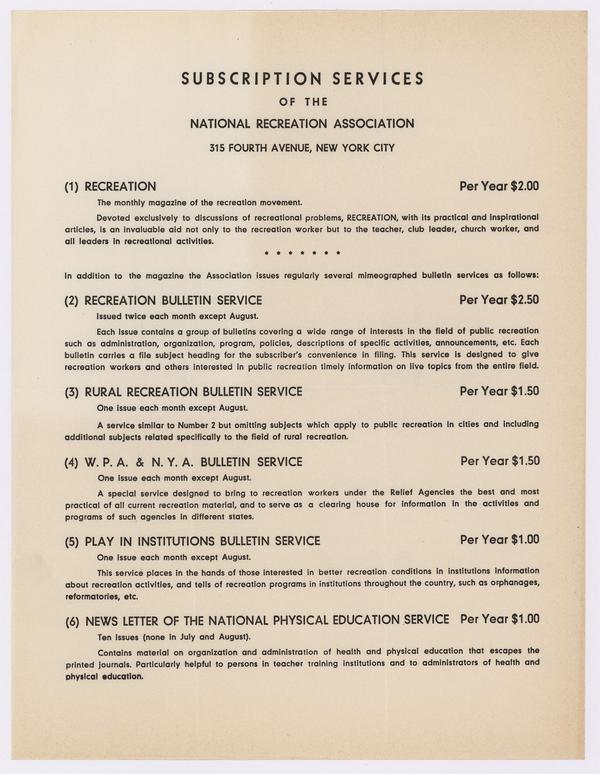 SUBSCRIPTION SERVICES
OF THE
NATIONAL RECREATION ASSOCIATION
315 FOURTH AVENUE, NEW YORK CITY
(1) RECREATION Per Year $2.00
The monthly magazine of the recreation movement.
Devoted exclusively to discussions of recreational problems, RECREATION, with its practical and inspirational
articles, is an invaluable aid not only to the recreation worker but to the teacher, club leader, church worker, and
all leaders in recreational activities.
* * * * * * *
In addition to the magazine the Association issues regularly several mimeographed bulletin services as follows:
(2) RECREATION BULLETIN SERVICE Per Year $2.50
Issued twice each month except August.
Each issue contains a group of bulletins covering a wide range of interests in the field of public recreation
such as administration, organization, program, policies, descriptions of specific activities, announcements, etc. Each
bulletin carries a file subject heading for the subscriber's convenience in filing. This service is designed to give
recreation workers and others interested in public recreation timely information on live topics from the entire field.
(3) RURAL RECREATION BULLETIN SERVICE Per Year $1.50
One issue each month except August.
A service similar to Number 2 but omitting subjects which apply to public recreation in cities and including
additional subjects related specifically to the field of rural recreation.
(4) W. P. A. & N. Y. A. BULLETIN SERVICE Per Year $1.50
One issue each month except August.
A special service designed to bring to recreation workers under the Relief Agencies the best and most
practical of all current recreation material, and to serve as a clearing house for information in the activities and
programs of such agencies in different states.
(5) PLAY IN INSTITUTIONS BULLETIN SERVICE Per Year $1.00
One issue each month except August.
This service places in the hands of those interested in better recreation conditions in institutions information
about recreation activities, and tells of recreation programs in institutions throughout the country, such as orphanages,
reformatories, etc.
(6) NEWS LETTER OF THE NATIONAL PHYSICAL EDUCATION SERVICE Per Year $1.00
Ten issues (none in July and August).
Contains material on organization and administration of health and physical education that escapes the
printed journals. Particularly helpful to persons in teacher training institutions and to administrators of health and
physical education.